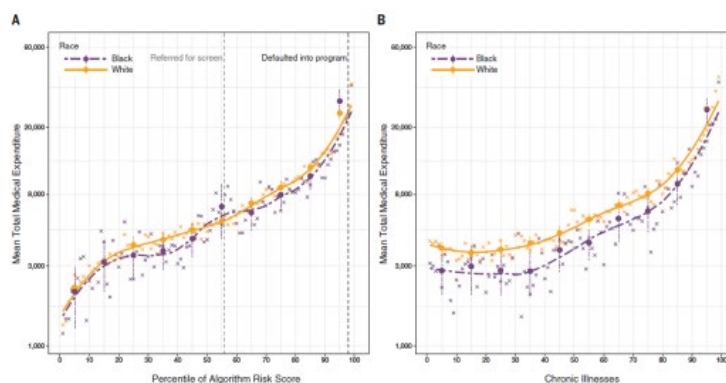 A
Race
Black
White
Referred for screen
Defaulted into program
Mean Total Medical Expenditure
60,000
20,000
8,000
3,000
1,000
0 10 20 30 40 50 60 70 80 90 100
Percentile of Algorithm Risk Score
B
Race
Black
White
Mean Total Medical Expenditure
60,000
20,000
8,000
3,000
1,000
0 10 20 30 40 50 60 70 80 90 100
Chronic Illnesses